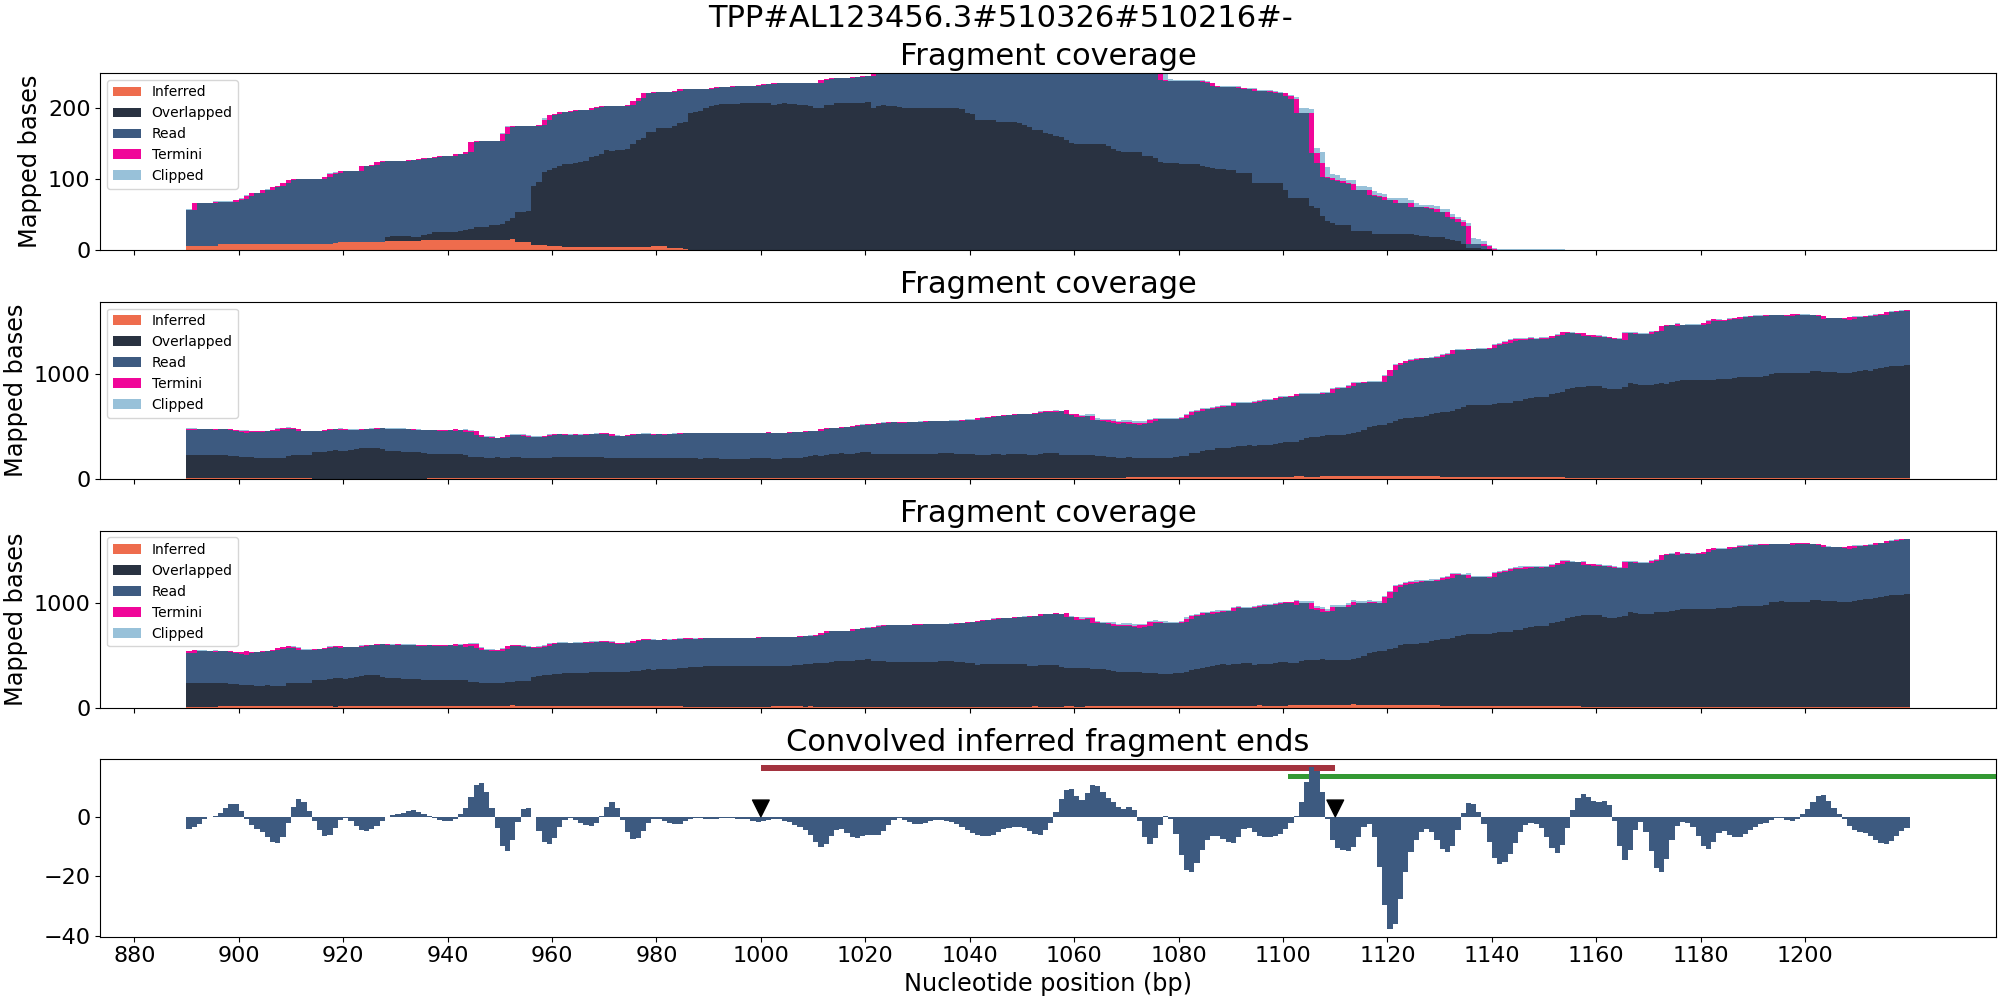 TPP#AL123456.3#510326#510216#-
Fragment coverage
Mapped bases
200
100
0
Inferred
Overlapped
Read
Termini
Clipped
Fragment coverage
Mapped bases
1000
0
Inferred
Overlapped
Read
Termini
Clipped
Fragment coverage
Mapped bases
1000
0
Inferred
Overlapped
Read
Termini
Clipped
Convolved inferred fragment ends
0
−20
−40
880 900 920 940 960 980 1000 1020 1040 1060 1080 1100 1120 1140 1160 1180 1200
Nucleotide position (bp)